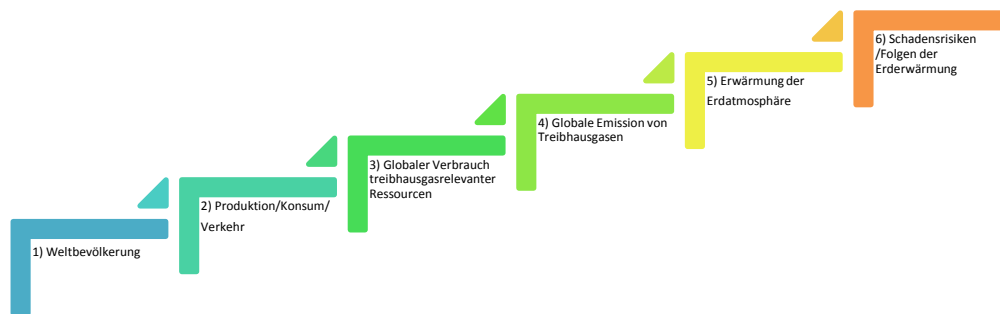 1) Weltbevölkerung
2) Produktion/Konsum/
Verkehr
3) Globaler Verbrauch
treibhausgasrelevanter
Ressourcen
4) Globale Emission von
Treibhausgasen
5) Erwärmung der
Erdatmosphäre
6) Schadensrisiken
/Folgen der
Erderwärmung